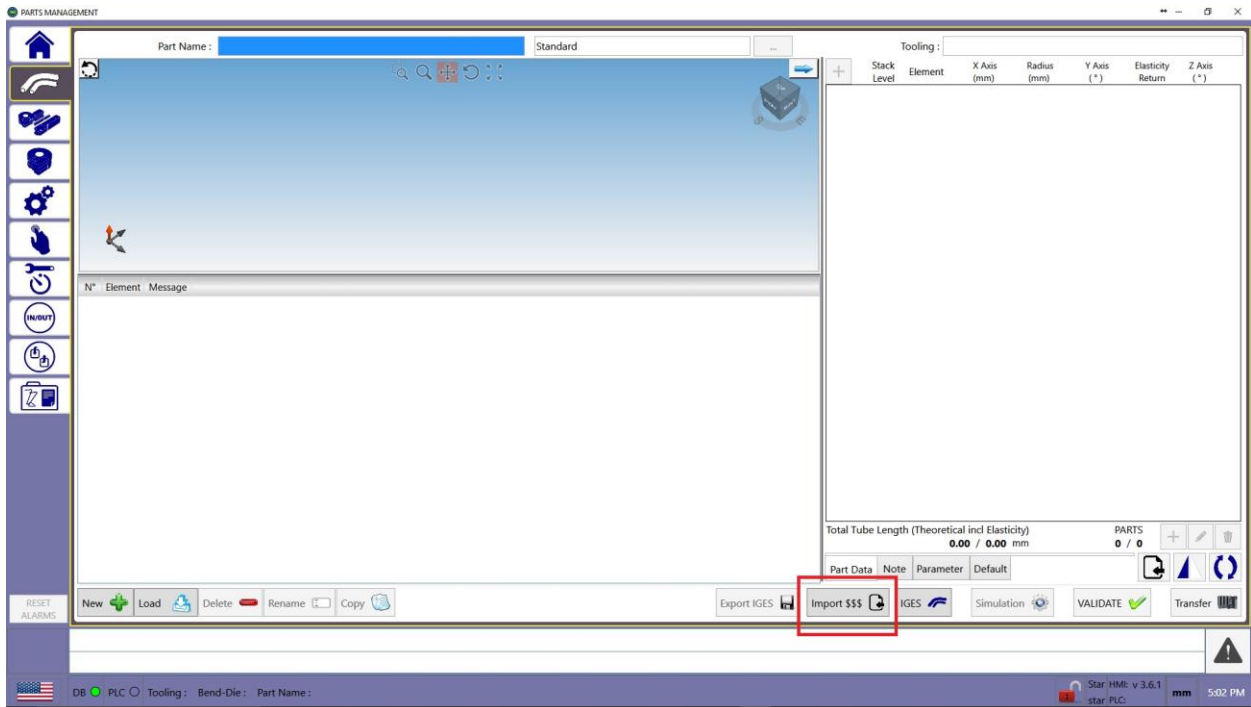 PARTS MANAGEMENT
Part Name : Standard ... Tooling :
Stack Level Element X Axis (mm) Radius (mm) Y Axis (°) Elasticity Return Z Axis (°)
S E
N° Element Message
IN/OUT
Total Tube Length (Theoretical incl Elasticity) PARTS
0.00 / 0.00 mm 0 / 0
Part Data Note Parameter Default
RESET ALARMS
New Load Delete Rename Copy Export IGES Import $$$ IGES Simulation VALIDATE Transfer
DB PLC Tooling : Bend-Die : Part Name :
Star HMI: v 3.6.1
star PLC:
mm 5:02 PM